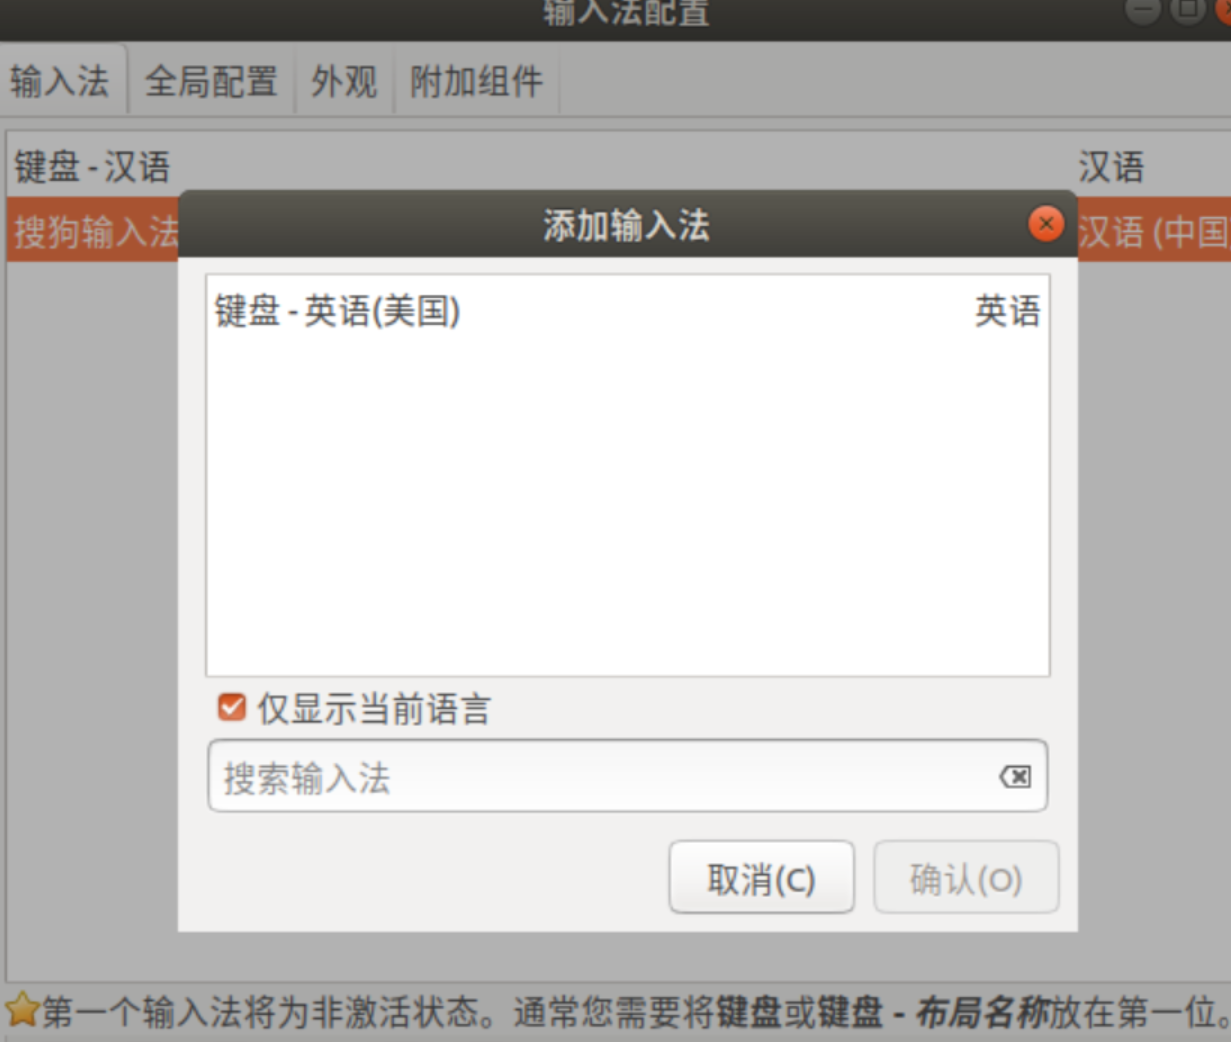 输入法配置
输入法 全局配置 外观 附加组件
键盘 - 汉语 汉语
搜狗输入法 汉语 (中国
添加输入法
键盘 - 英语(美国) 英语
仅显示当前语言
搜索输入法
取消(C) 确认(O)
第一个输入法将为非激活状态。通常您需要将键盘或键盘 - 布局名称放在第一位。